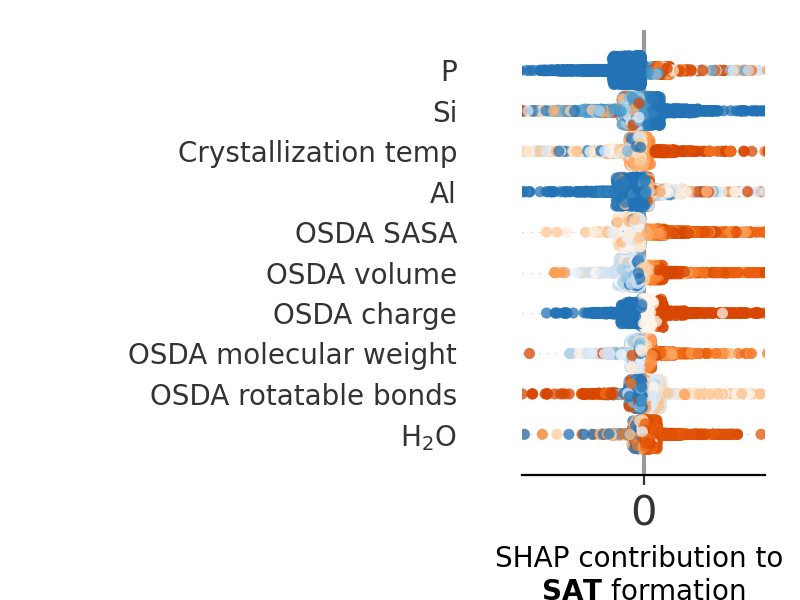 P
Si
Crystallization temp
Al
OSDA SASA
OSDA volume
OSDA charge
OSDA molecular weight
OSDA rotatable bonds
H₂O
0
SHAP contribution to
SAT formation